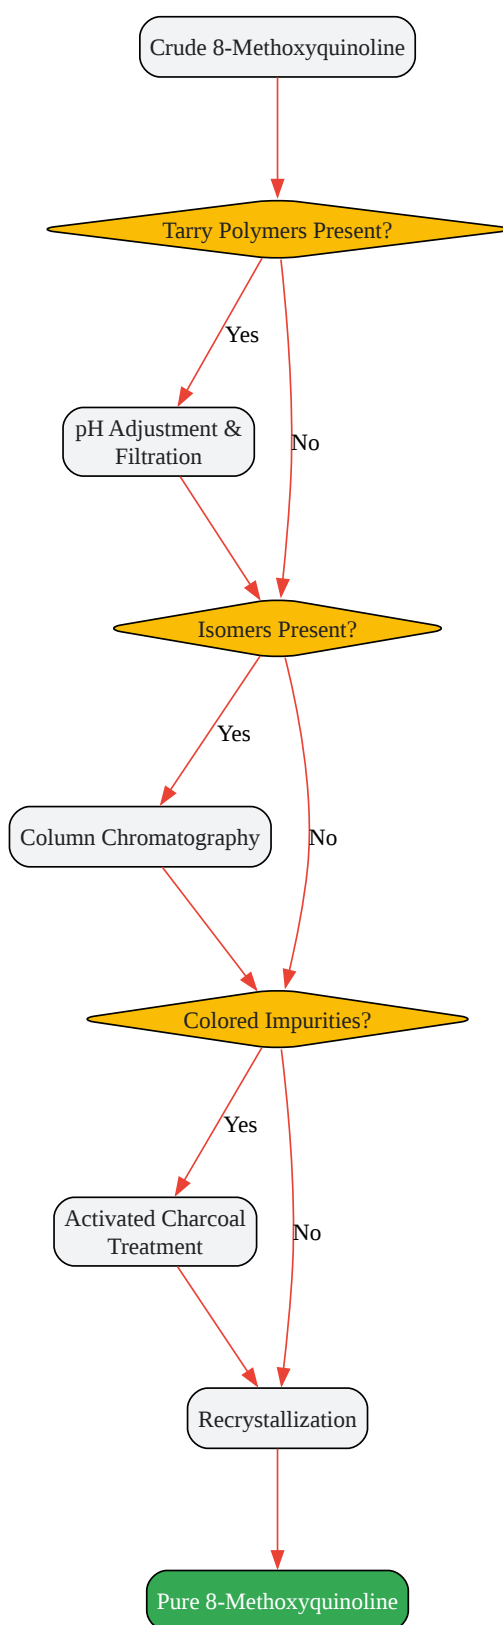 Crude 8-Methoxyquinoline
Tarry Polymers Present?
Yes
pH Adjustment &
Filtration
No
Isomers Present?
Yes
Column Chromatography
No
Colored Impurities?
Yes
Activated Charcoal
Treatment
No
Recrystallization
Pure 8-Methoxyquinoline